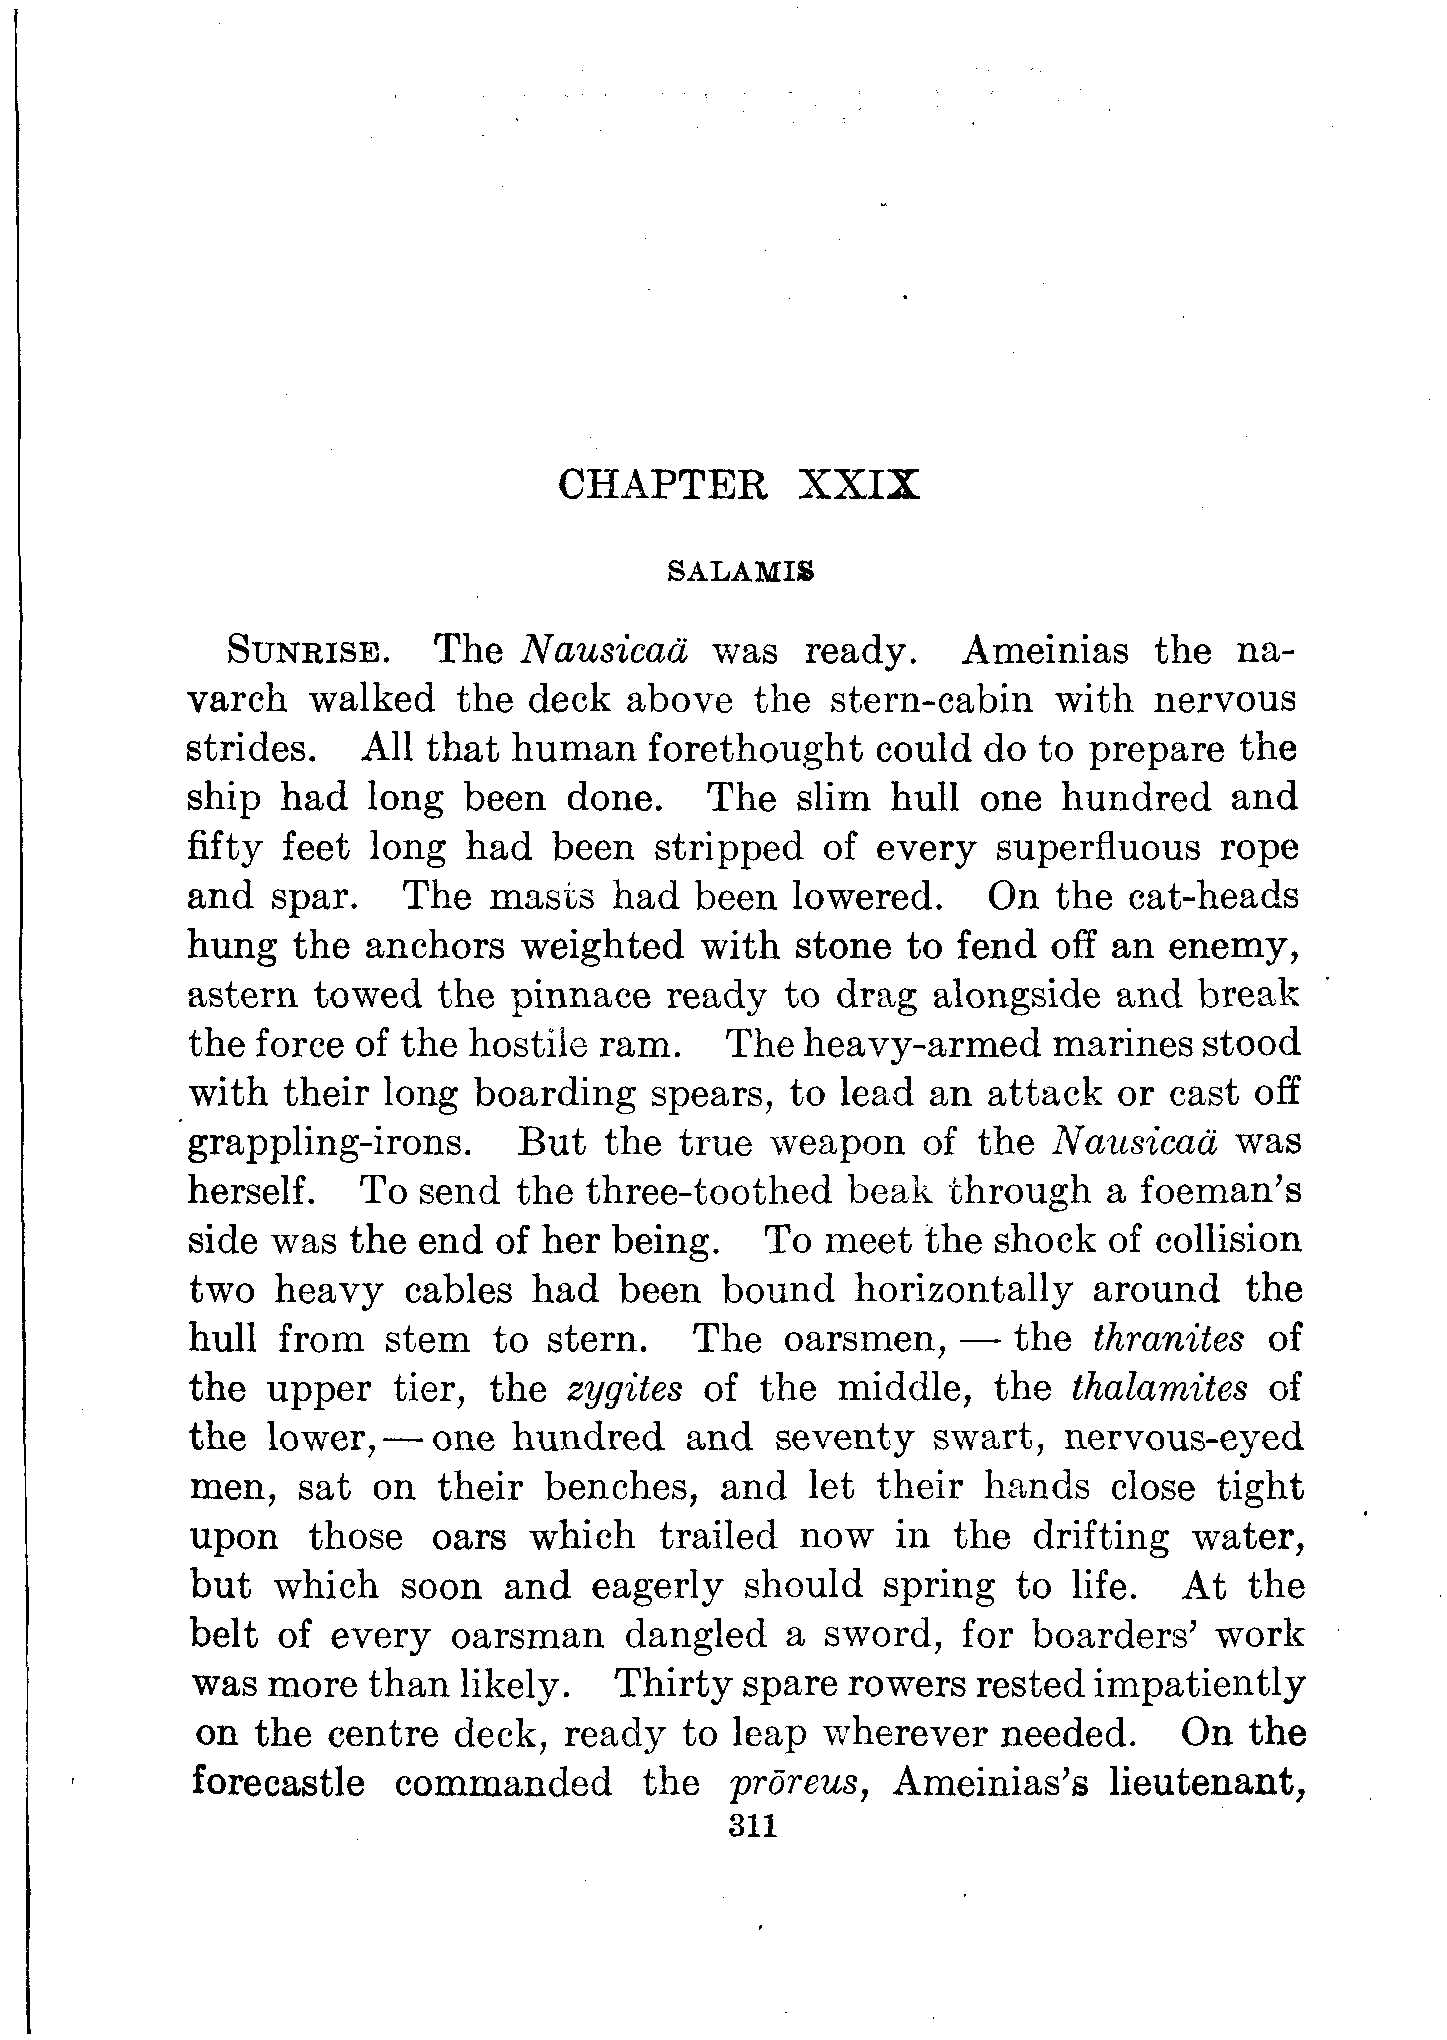 CHAPTER XXIX
SALAMIS
SUNRISE. The Nausicaä was ready. Ameinias the na-
varch walked the deck above the stern-cabin with nervous
strides. All that human forethought could do to prepare the
ship had long been done. The slim hull one hundred and
fifty feet long had been stripped of every superfluous rope
and spar. The masts had been lowered. On the cat-heads
hung the anchors weighted with stone to fend off an enemy,
astern towed the pinnace ready to drag alongside and break
the force of the hostile ram. The heavy-armed marines stood
with their long boarding spears, to lead an attack or cast off
grappling-irons. But the true weapon of the Nausicaä was
herself. To send the three-toothed beak through a foeman's
side was the end of her being. To meet the shock of collision
two heavy cables had been bound horizontally around the
hull from stem to stern. The oarsmen, — the thranites of
the upper tier, the zygites of the middle, the thalamites of
the lower, — one hundred and seventy swart, nervous-eyed
men, sat on their benches, and let their hands close tight
upon those oars which trailed now in the drifting water,
but which soon and eagerly should spring to life. At the
belt of every oarsman dangled a sword, for boarders' work
was more than likely. Thirty spare rowers rested impatiently
on the centre deck, ready to leap wherever needed. On the
forecastle commanded the prōreus, Ameinias's lieutenant,
311